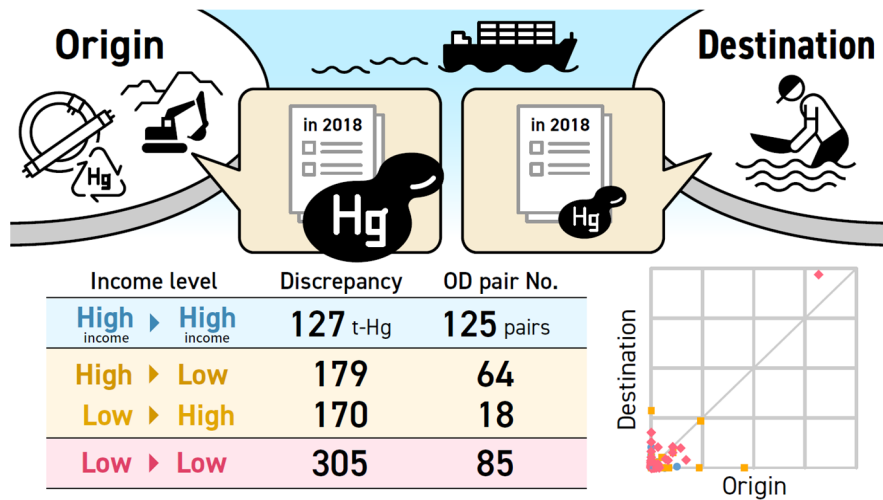 Origin
Destination
in 2018
in 2018
Hg
Hg
Hg
Income level Discrepancy OD pair No.
High income High income 127 t-Hg 125 pairs
High Low 179 64
Low High 170 18
Low Low 305 85
Destination
Origin